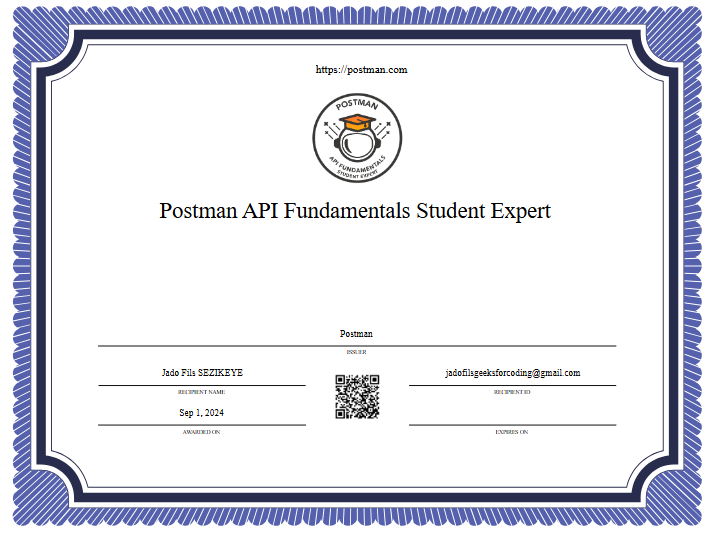 https://postman.com
POSTMAN
API FUNDAMENTALS
STUDENT EXPERT
Postman API Fundamentals Student Expert
Postman
ISSUER
Jado Fils SEZIKEYE
jadofilsgeeksforcoding@gmail.com
RECIPIENT NAME
RECIPIENT ID
Sep 1, 2024
AWARDED ON
EXPIRES ON